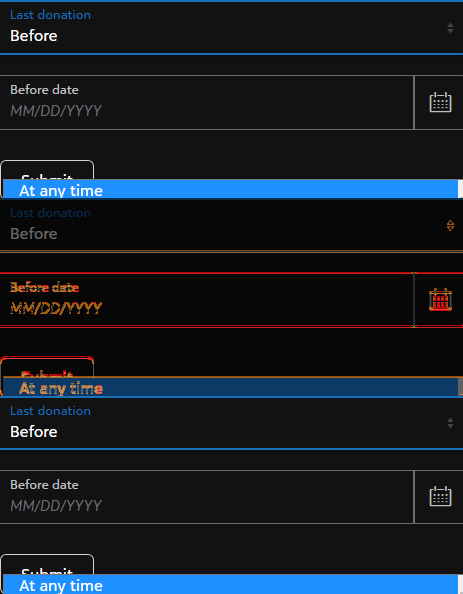 Last donation
Before
Before date
MM/DD/YYYY
Submit
At any time
Last donation
Before
Before date
MM/DD/YYYY
Submit
At any time
Last donation
Before
Before date
MM/DD/YYYY
Submit
At any time